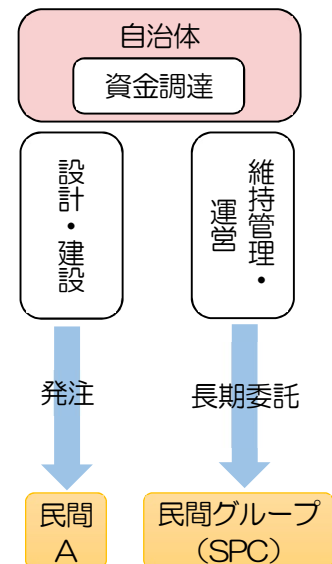 自治体
資金調達
設計・建設
維持管理・
運営
発注
長期委託
民間
A
民間グループ
(SPC)